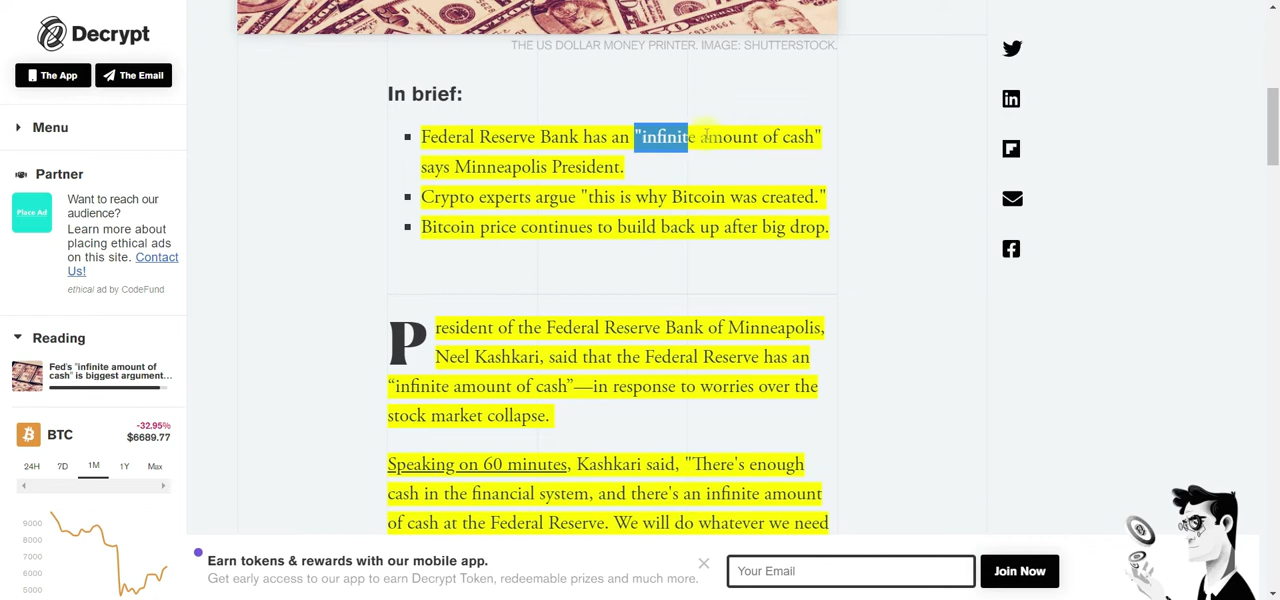 Decrypt
The App
The Email
Menu
Partner
Place Ad
Want to reach our
audience?
Learn more about
placing ethical ads
on this site. Contact
Us!
ethical ad by CodeFund
Reading
Fed's "infinite amount of
cash" is biggest argument...
BTC
-32.95%
$6689.77
24H 7D 1M 1Y Max
9000
8000
7000
6000
5000
THE US DOLLAR MONEY PRINTER. IMAGE: SHUTTERSTOCK.
In brief:
Federal Reserve Bank has an "infinite amount of cash"
says Minneapolis President.
Crypto experts argue "this is why Bitcoin was created."
Bitcoin price continues to build back up after big drop.
President of the Federal Reserve Bank of Minneapolis,
Neel Kashkari, said that the Federal Reserve has an
“infinite amount of cash”—in response to worries over the
stock market collapse.
Speaking on 60 minutes, Kashkari said, "There's enough
cash in the financial system, and there's an infinite amount
of cash at the Federal Reserve. We will do whatever we need
Earn tokens & rewards with our mobile app.
Get early access to our app to earn Decrypt Token, redeemable prizes and much more.
Your Email
Join Now